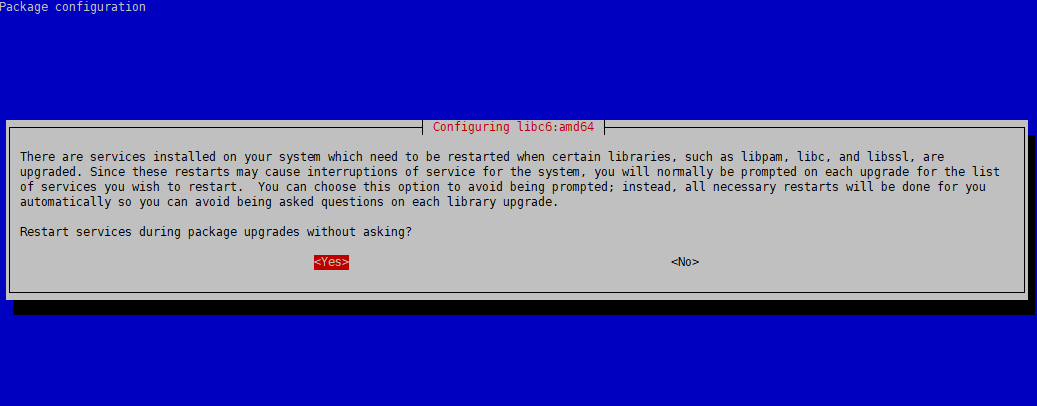 Package configuration
Configuring libc6:amd64
There are services installed on your system which need to be restarted when certain libraries, such as libpam, libc, and libssl, are
upgraded. Since these restarts may cause interruptions of service for the system, you will normally be prompted on each upgrade for the list
of services you wish to restart.  You can choose this option to avoid being prompted; instead, all necessary restarts will be done for you
automatically so you can avoid being asked questions on each library upgrade.
Restart services during package upgrades without asking?
<Yes> <No>